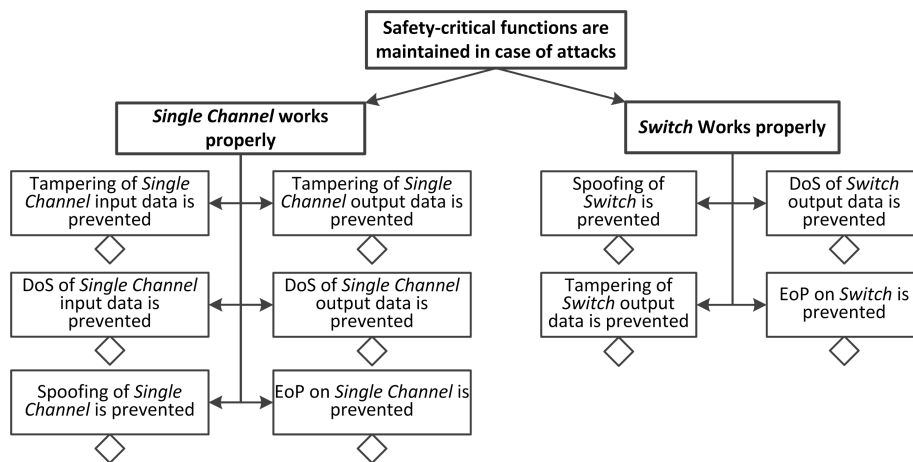 Safety-critical functions are
maintained in case of attacks
Single Channel works
properly
Switch Works properly
Tampering of Single
Channel input data is
prevented
Tampering of Single
Channel output data is
prevented
Spoofing of
Switch is
prevented
DoS of Switch
output data is
prevented
DoS of Single Channel
input data is
prevented
DoS of Single Channel
output data is
prevented
Tampering of
Switch output
data is prevented
EoP on Switch is
prevented
Spoofing of Single
Channel is prevented
EoP on Single Channel is
prevented